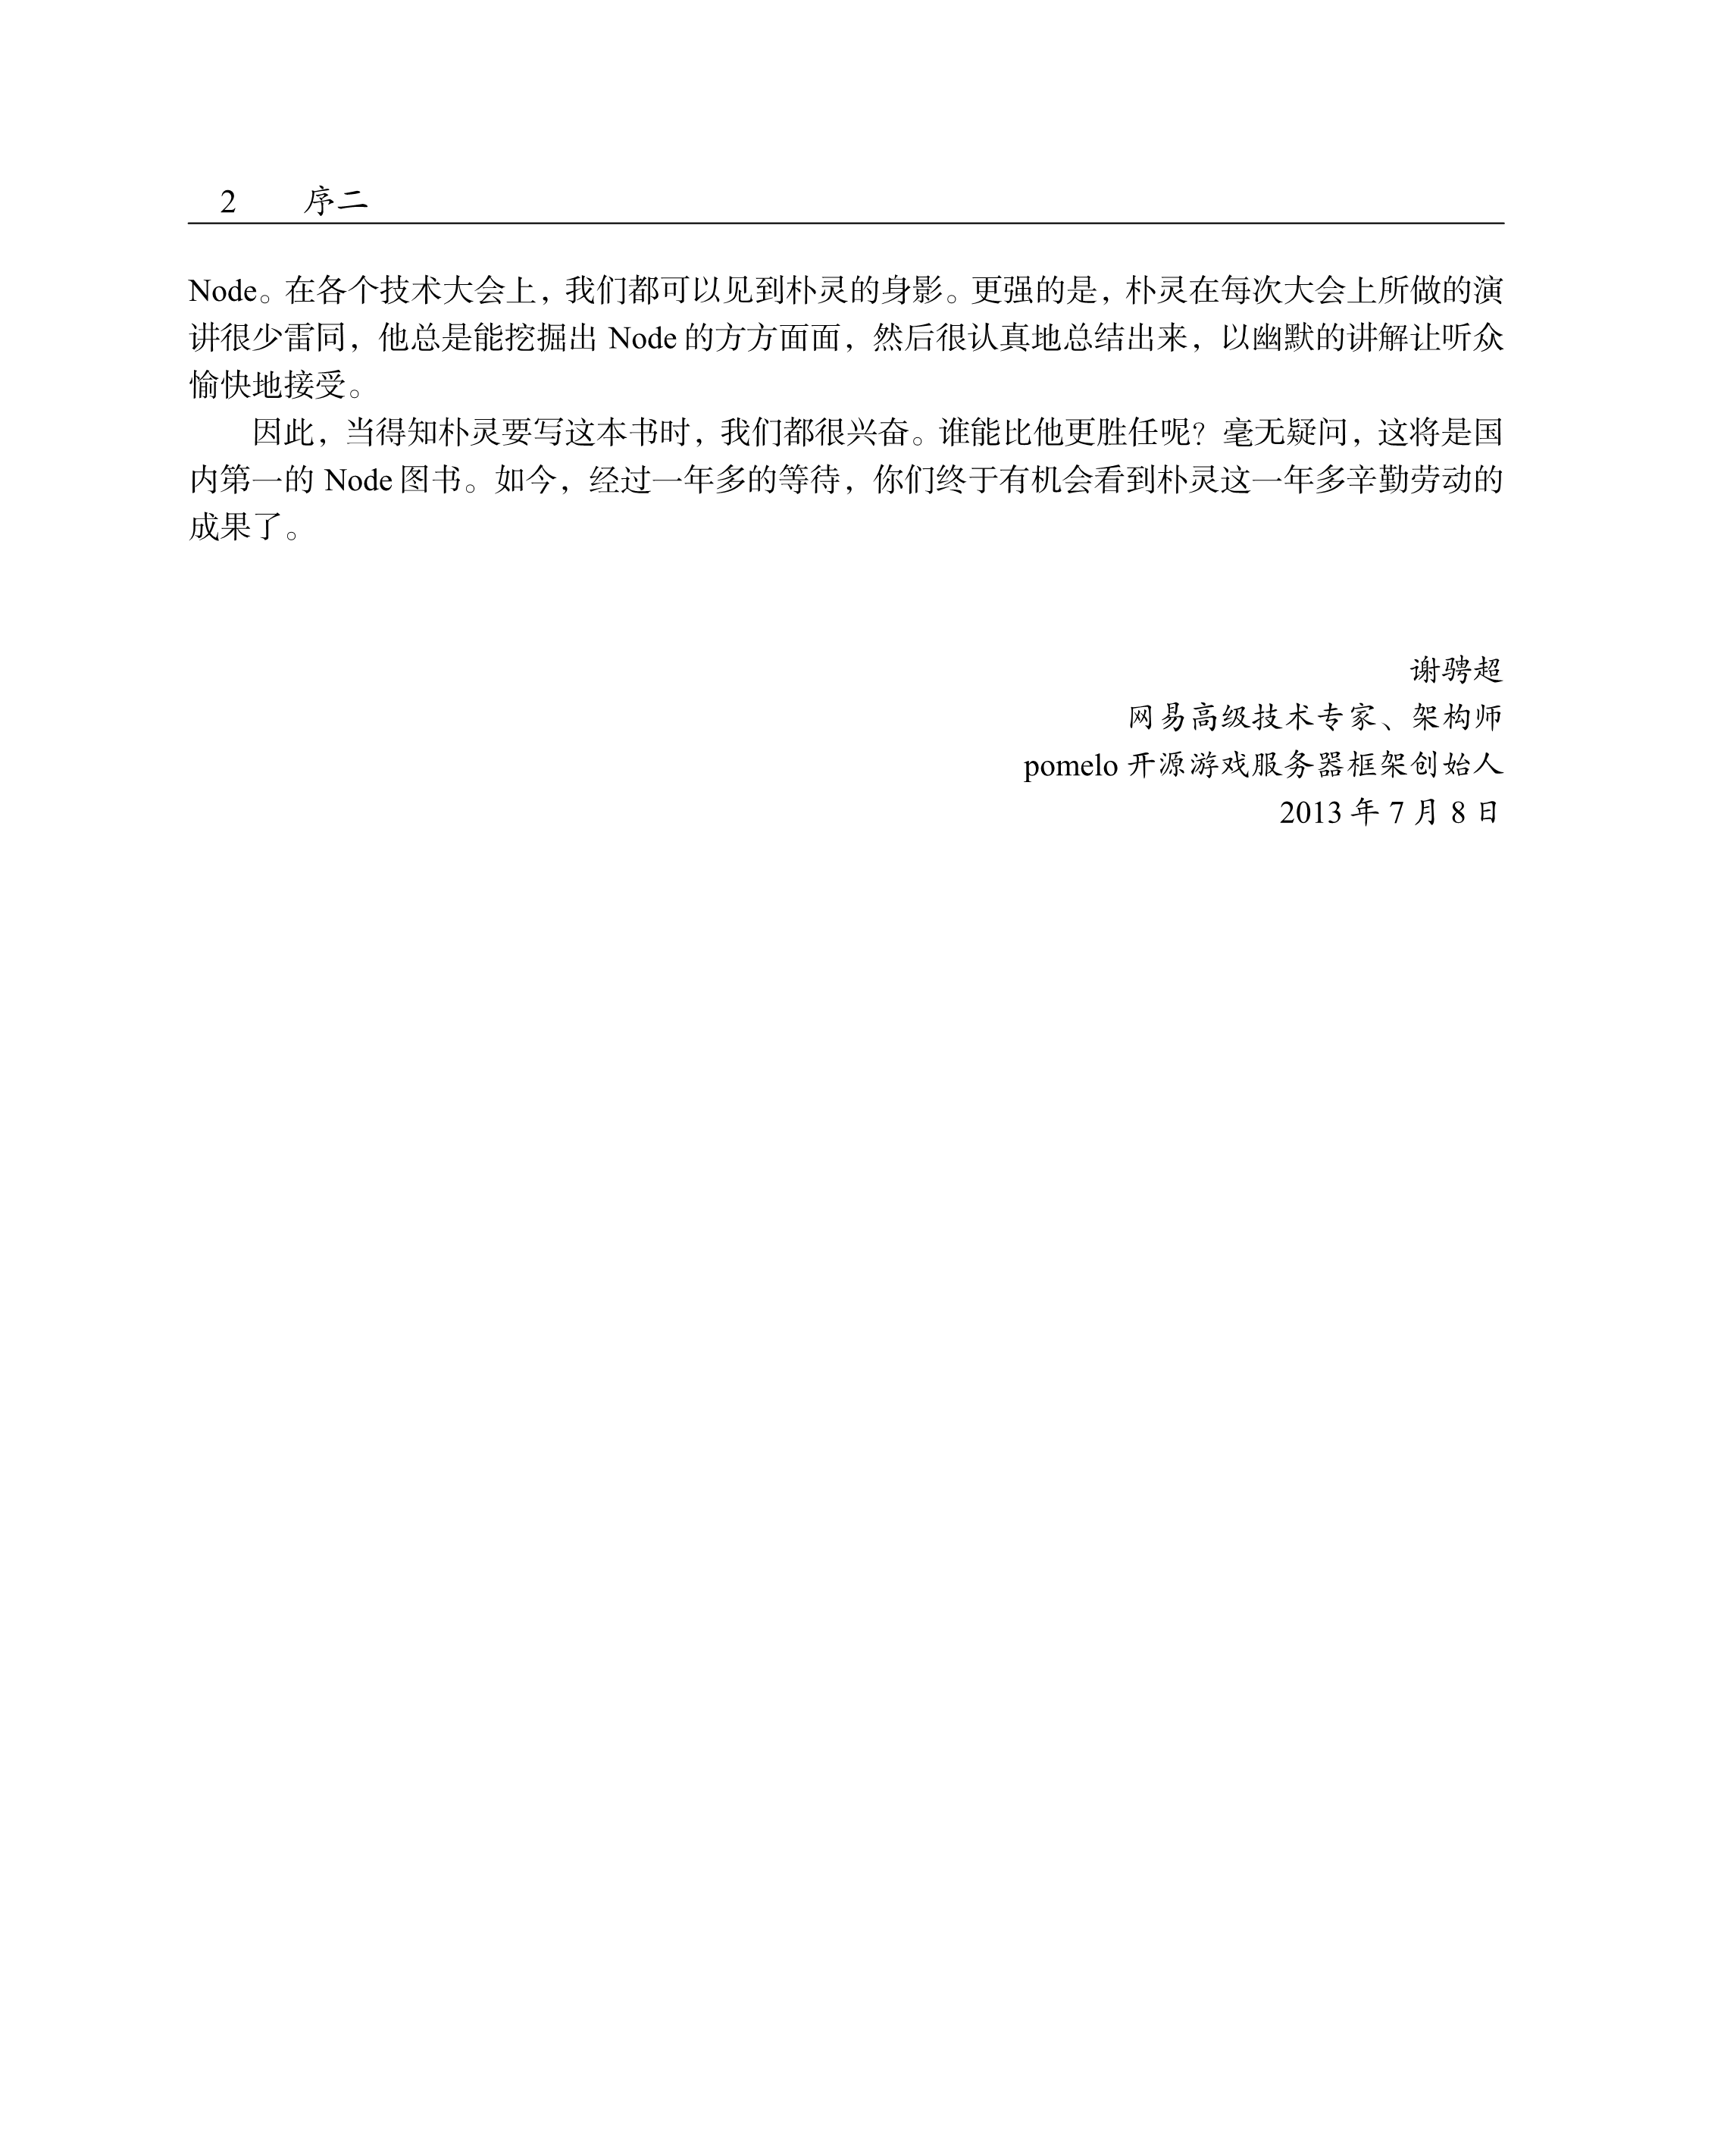 2 序二
Node。在各个技术大会上，我们都可以见到朴灵的身影。更强的是，朴灵在每次大会上所做的演
讲很少雷同，他总是能挖掘出 Node 的方方面面，然后很认真地总结出来，以幽默的讲解让听众
愉快地接受。
因此，当得知朴灵要写这本书时，我们都很兴奋。谁能比他更胜任呢？毫无疑问，这将是国
内第一的 Node 图书。如今，经过一年多的等待，你们终于有机会看到朴灵这一年多辛勤劳动的
成果了。
谢骋超
网易高级技术专家、架构师
pomelo 开源游戏服务器框架创始人
2013 年 7 月 8 日